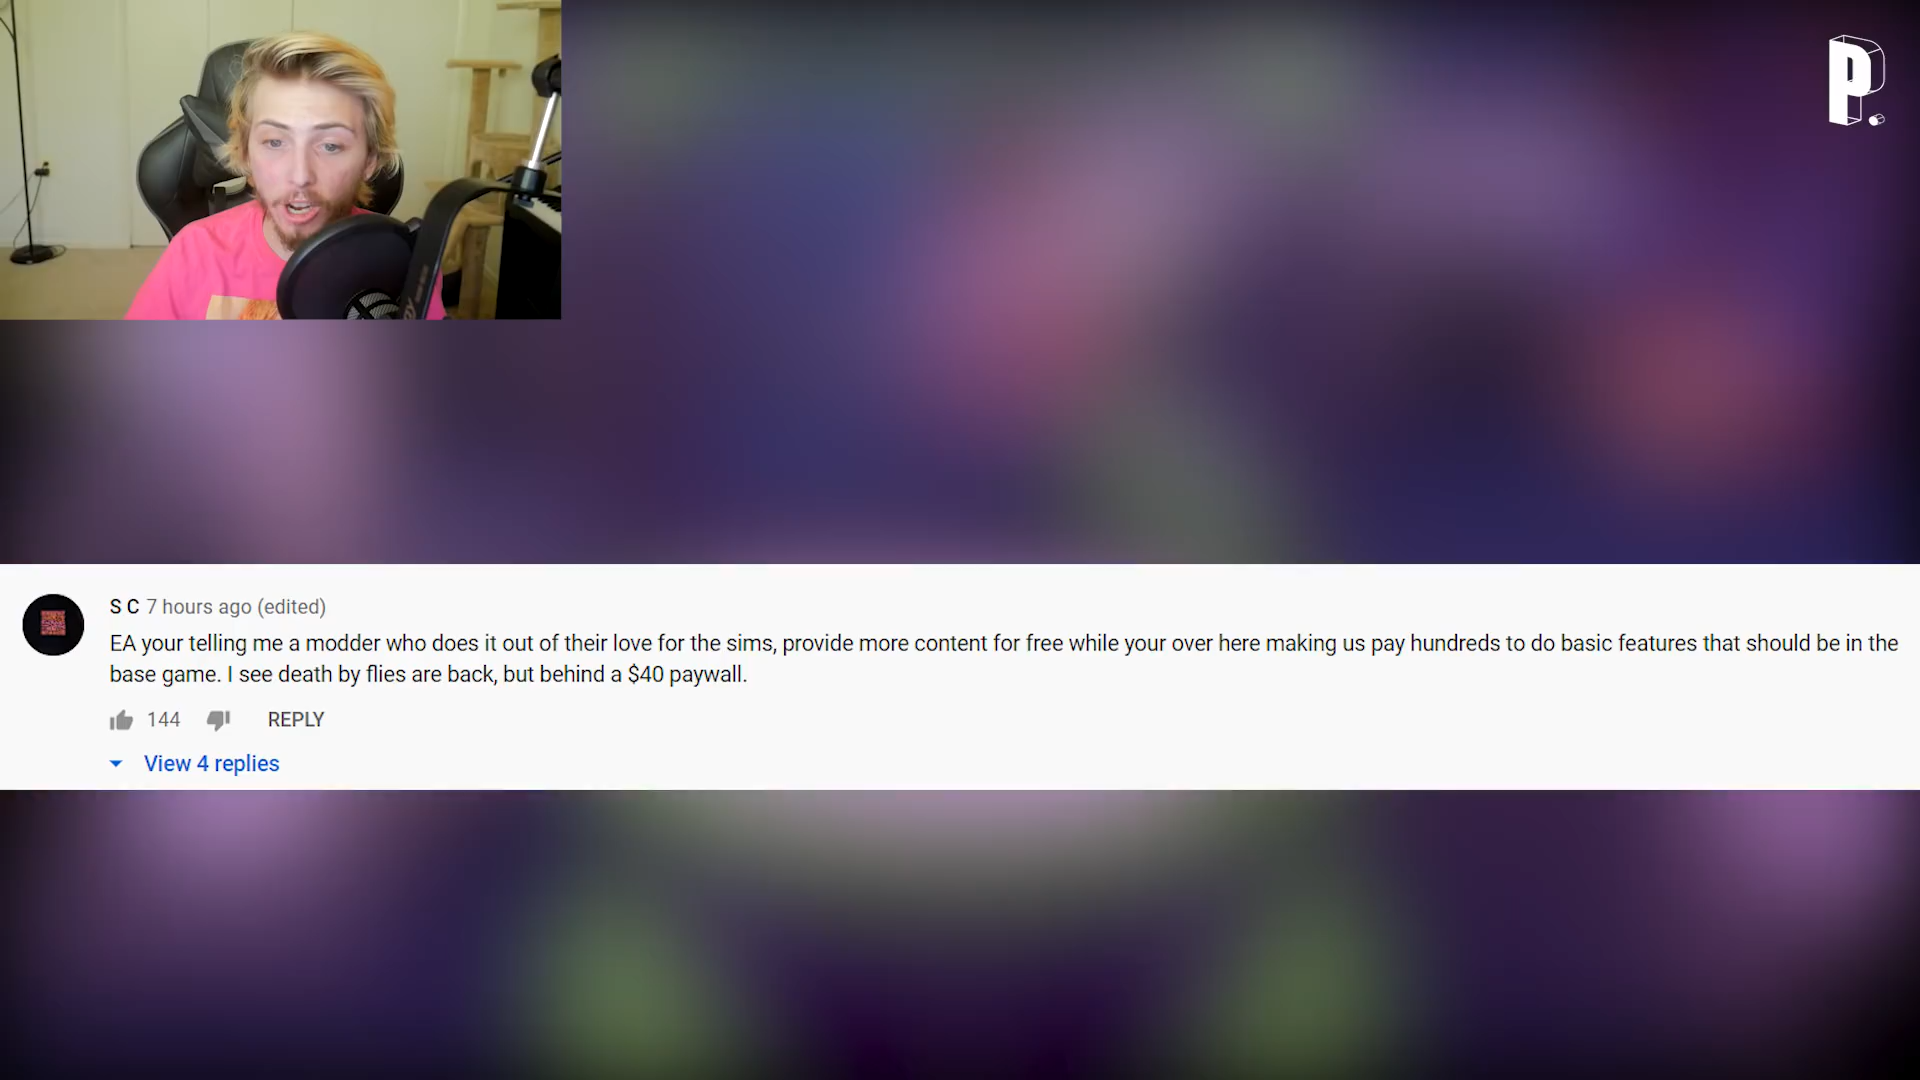 P.
S C 7 hours ago (edited)
EA your telling me a modder who does it out of their love for the sims, provide more content for free while your over here making us pay hundreds to do basic features that should be in the
base game. I see death by flies are back, but behind a $40 paywall.
144 REPLY
View 4 replies